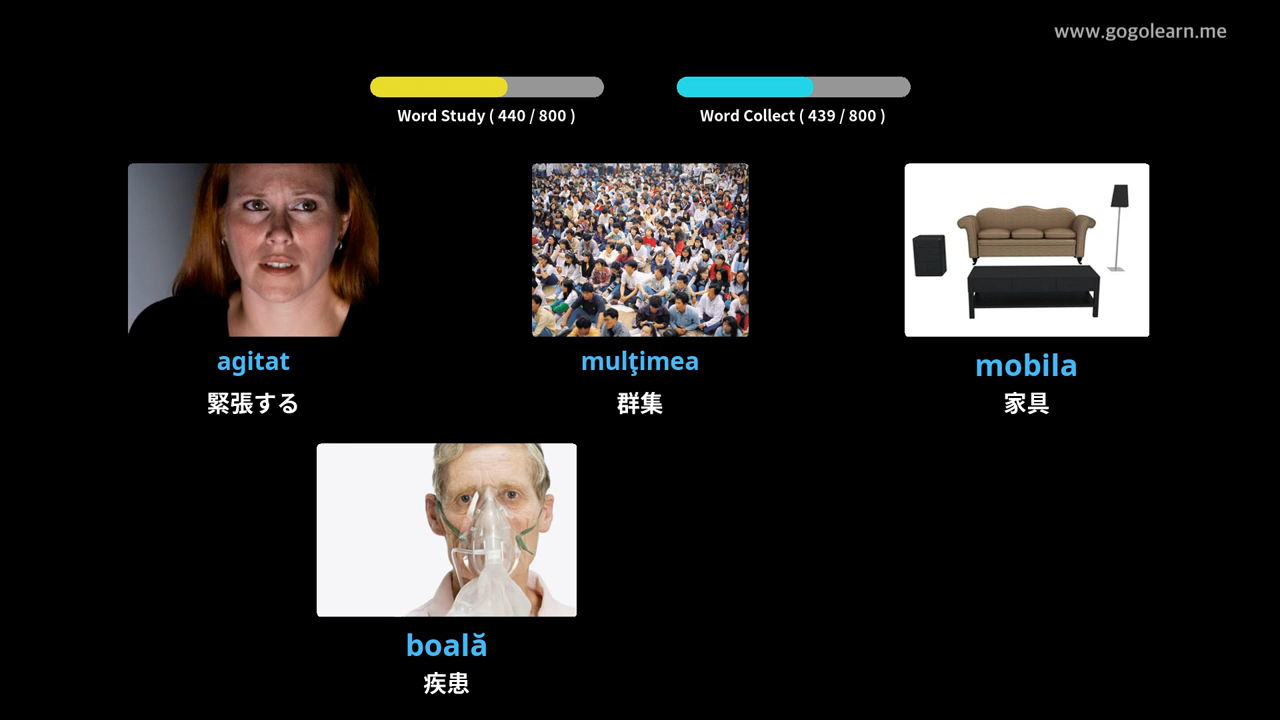 www.gogolearn.me
Word Study ( 440 / 800 )
Word Collect ( 439 / 800 )
agitat
緊張する
mulţimea
群集
mobila
家具
boală
疾患